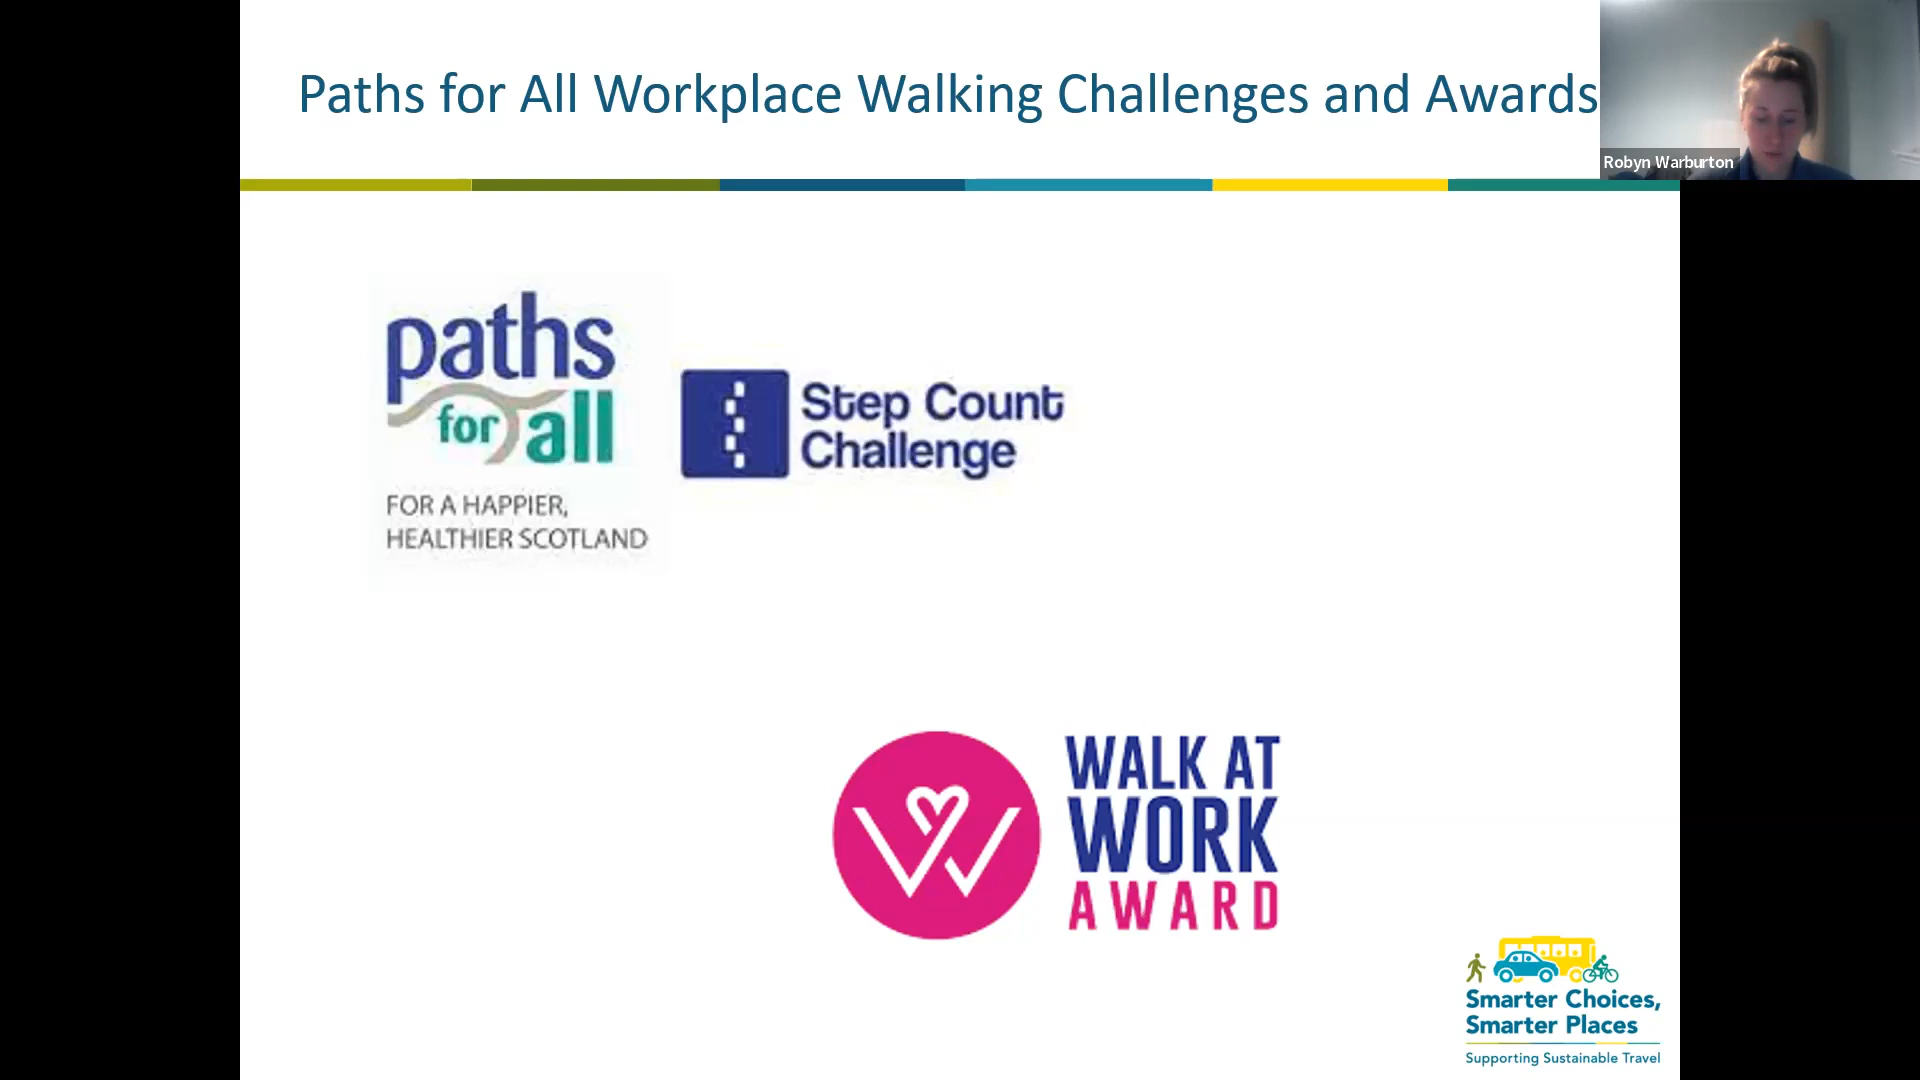 Paths for All Workplace Walking Challenges and Awards
Robyn Warburton
paths
for all
FOR A HAPPIER,
HEALTHIER SCOTLAND
Step Count
Challenge
WALK AT
WORK
AWARD
Smarter Choices,
Smarter Places
Supporting Sustainable Travel